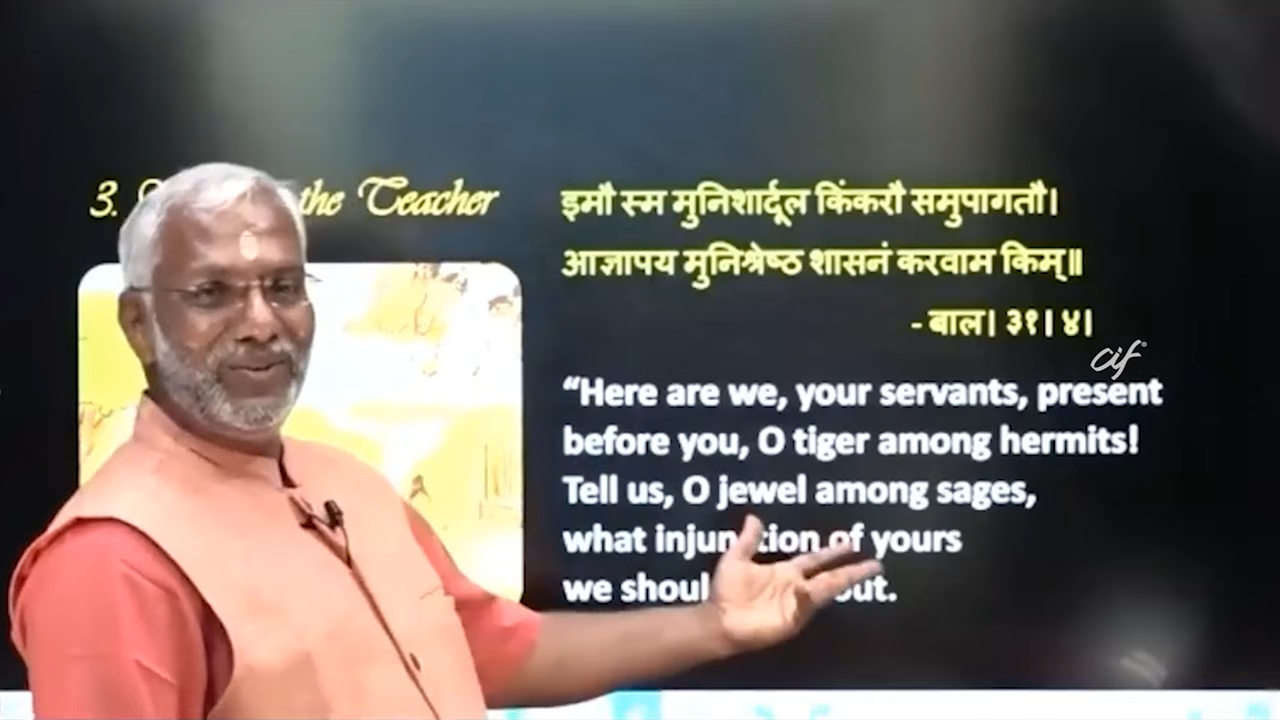 3. the Teacher
इमौ स्म मुनिशार्दूल किंकरौ समुपागतौ।
आज्ञापय मुनिश्रेष्ठ शासनं करवाम किम्॥
- बाल। ३१। ४।
cif
“Here are we, your servants, present
before you, O tiger among hermits!
Tell us, O jewel among sages,
what of yours
we